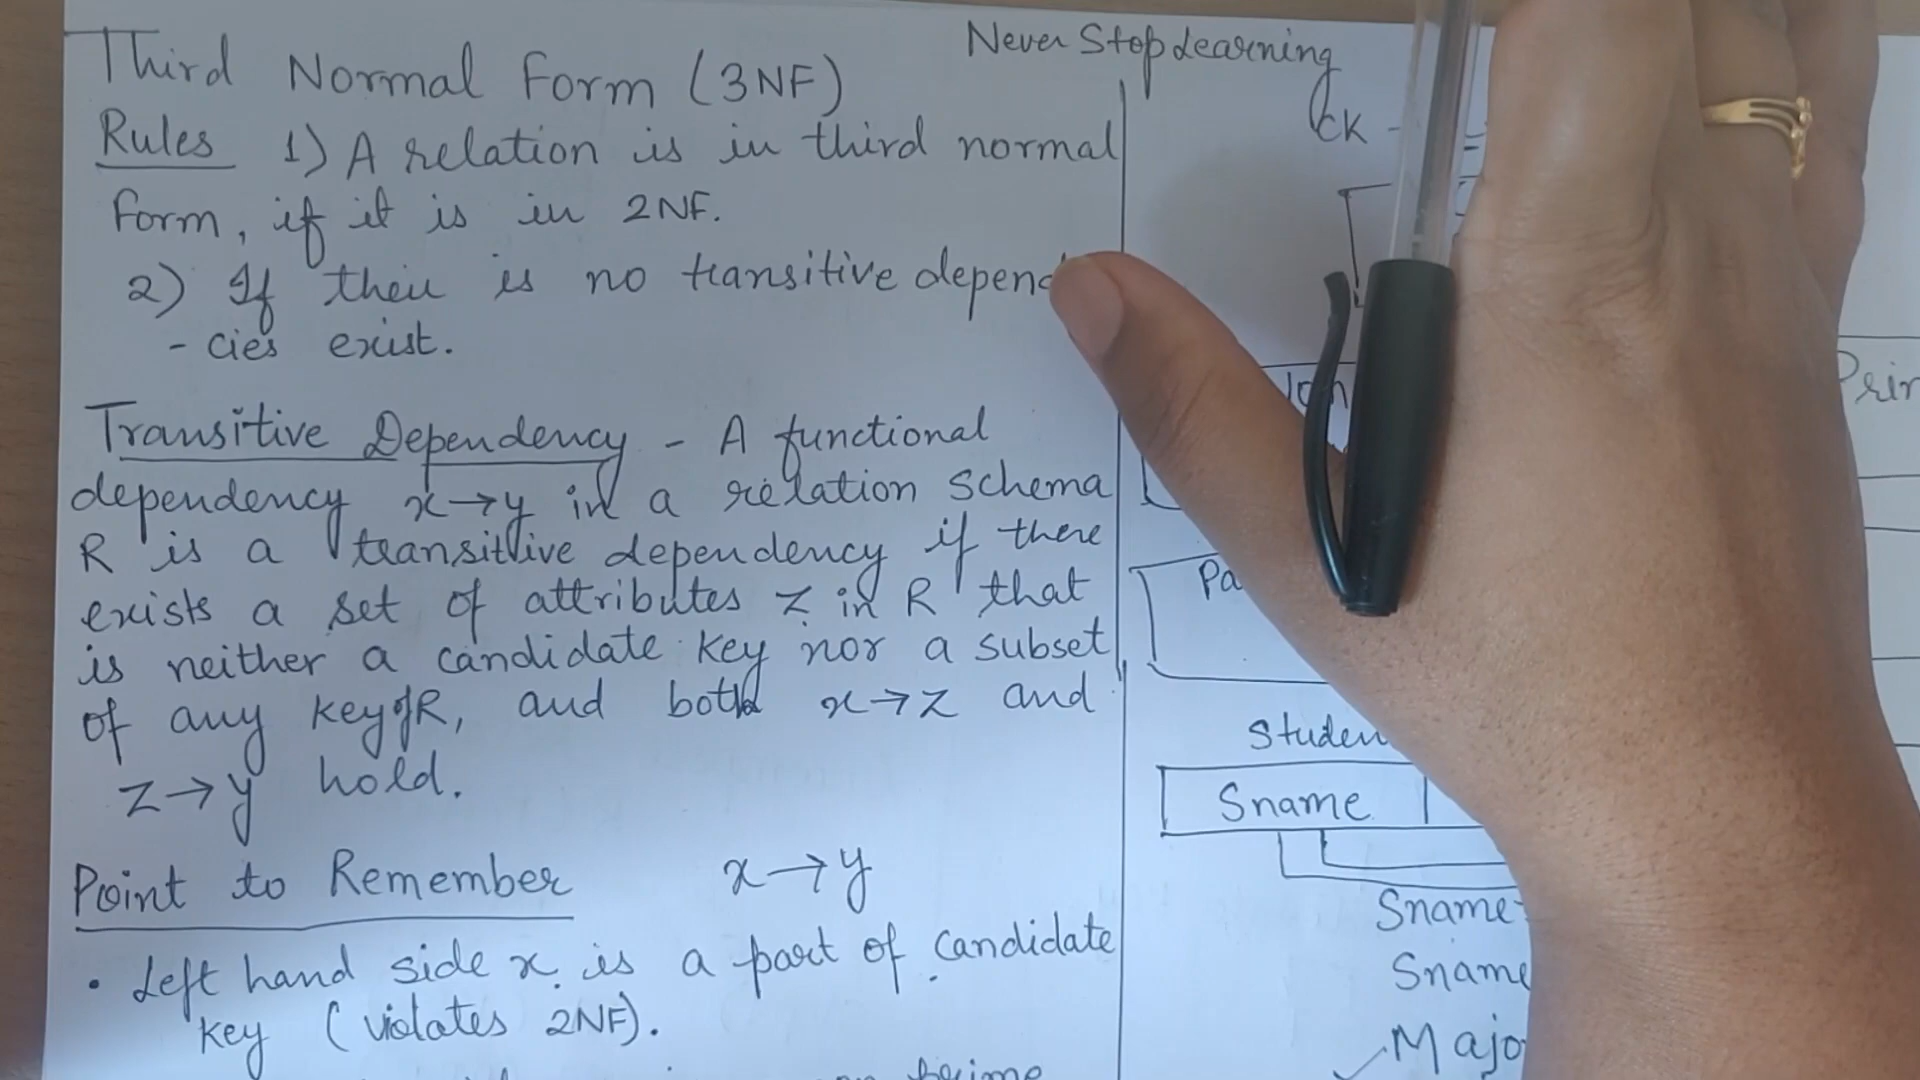 Third Normal Form (3NF)
Rules 1) A relation is in third normal
form, if it is in 2NF.
2) If their is no transitive depend
- cies exist.
Transitive Dependency - A functional
dependency x→y in a relation schema
R is a transitive dependency if there
exists a set of attributes z in R that
is neither a candidate key nor a subset
of any key of R, and both x→z and
z→y hold.
Point to Remember x→y
• Left hand side x is a part of candidate
key (violates 2NF).
Never Stop Learning
CK -
Studen
Sname
Sname
Sname
Majo